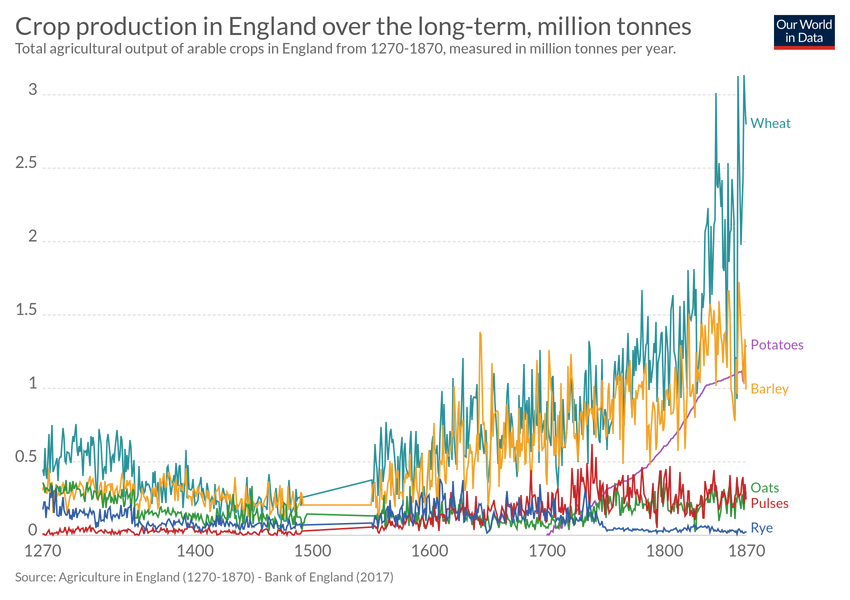 Crop production in England over the long-term, million tonnes
Our World
in Data
Total agricultural output of arable crops in England from 1270-1870, measured in million tonnes per year.
3
Wheat
2.5
2
1.5
Potatoes
1
Barley
0.5
Oats
Pulses
Rye
0
1270 1400 1500 1600 1700 1800 1870
Source: Agriculture in England (1270-1870) - Bank of England (2017)